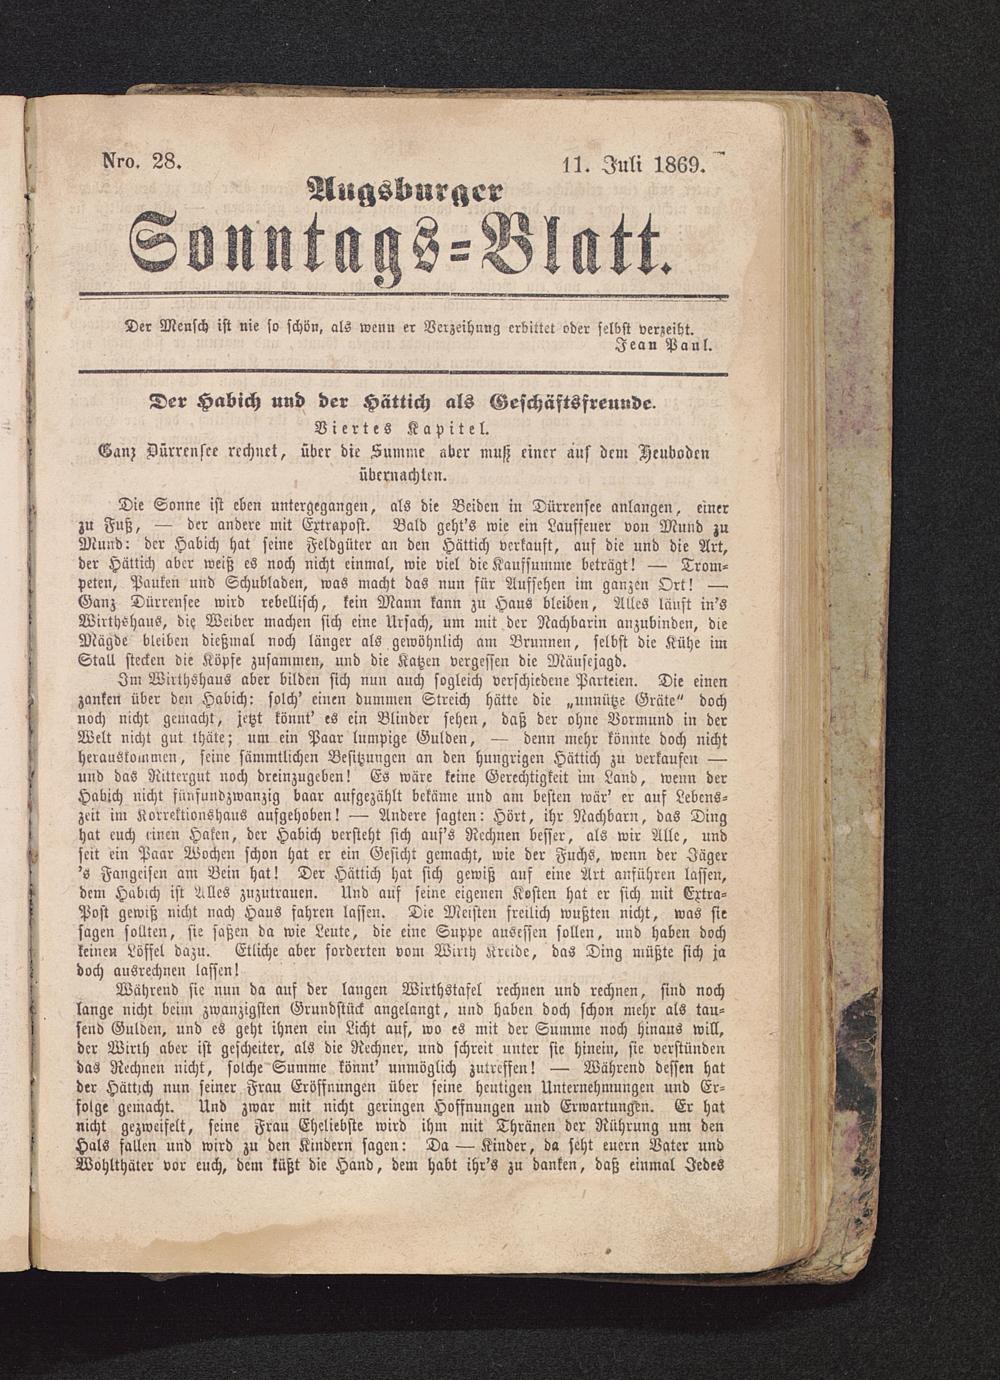 Nro. 28.
11. Juli 1869.
Augsburger
Sonntags=Blatt.
Der Mensch ist nie so schön, als wenn er Verzeihung erbittet oder selbst verzeiht.
Jean Paul.
Der Habich und der Hättich als Geschäftsfreunde.
Viertes Kapitel.
Ganz Dürrensee rechnet, über die Summe aber muß einer auf dem Heuboden
übernachten.
Die Sonne ist eben untergegangen, als die Beiden in Dürrensee anlangen, einer
zu Fuß, — der andere mit Extrapost. Bald geht's wie ein Lauffeuer von Mund zu
Mund: der Habich hat seine Feldgüter an den Hättich verkauft, auf die und die Art,
der Hättich aber weiß es noch nicht einmal, wie viel die Kaufsumme beträgt! — Trom=
peten, Pauken und Schubladen, was macht das nun für Aufsehen im ganzen Ort! —
Ganz Dürrensee wird rebellisch, kein Mann kann zu Haus bleiben, Alles läuft in's
Wirthshaus, die Weiber machen sich eine Ursach, um mit der Nachbarin anzubinden, die
Mägde bleiben dießmal noch länger als gewöhnlich am Brunnen, selbst die Kühe im
Stall stecken die Köpfe zusammen, und die Katzen vergessen die Mäusejagd.
Im Wirthshaus aber bilden sich nun auch sogleich verschiedene Parteien. Die einen
zanken über den Habich: solch' einen dummen Streich hätte die „unnütze Gräte“ doch
noch nicht gemacht, jetzt könnt' es ein Blinder sehen, daß der ohne Vormund in der
Welt nicht gut thäte; um ein Paar lumpige Gulden, — denn mehr könnte doch nicht
herauskommen, seine sämmtlichen Besitzungen an den hungrigen Hättich zu verkaufen —
und das Rittergut noch dreinzugeben! Es wäre keine Gerechtigkeit im Land, wenn der
Habich nicht fünfundzwanzig baar aufgezählt bekäme und am besten wär' er auf Lebens=
zeit im Korrektionshaus aufgehoben! — Andere sagten: Hört, ihr Nachbarn, das Ding
hat euch einen Haken, der Habich versteht sich auf's Rechnen besser, als wir Alle, und
seit ein Paar Wochen schon hat er ein Gesicht gemacht, wie der Fuchs, wenn der Jäger
's Fangeisen am Bein hat! Der Hättich hat sich gewiß auf eine Art anführen lassen,
dem Habich ist Alles zuzutrauen. Und auf seine eigenen Kosten hat er sich mit Extra=
Post gewiß nicht nach Haus fahren lassen. Die Meisten freilich wußten nicht, was sie
sagen sollten, sie saßen da wie Leute, die eine Suppe ausessen sollen, und haben doch
keinen Löffel dazu. Etliche aber forderten vom Wirth Kreide, das Ding müßte sich ja
doch ausrechnen lassen!
Während sie nun da auf der langen Wirthstafel rechnen und rechnen, sind noch
lange nicht beim zwanzigsten Grundstück angelangt, und haben doch schon mehr als tau=
send Gulden, und es geht ihnen ein Licht auf, wo es mit der Summe noch hinaus will,
der Wirth aber ist gescheiter, als die Rechner, und schreit unter sie hinein, sie verstünden
das Rechnen nicht, solche Summe könnt' unmöglich zutreffen! — Während dessen hat
der Hättich nun seiner Frau Eröffnungen über seine heutigen Unternehmungen und Er=
folge gemacht. Und zwar mit nicht geringen Hoffnungen und Erwartungen. Er hat
nicht gezweifelt, seine Frau Eheliebste wird ihm mit Thränen der Rührung um den
Hals fallen und wird zu den Kindern sagen: Da — Kinder, da seht euern Vater und
Wohlthäter vor euch, dem küßt die Hand, dem habt ihr's zu danken, daß einmal Jedes